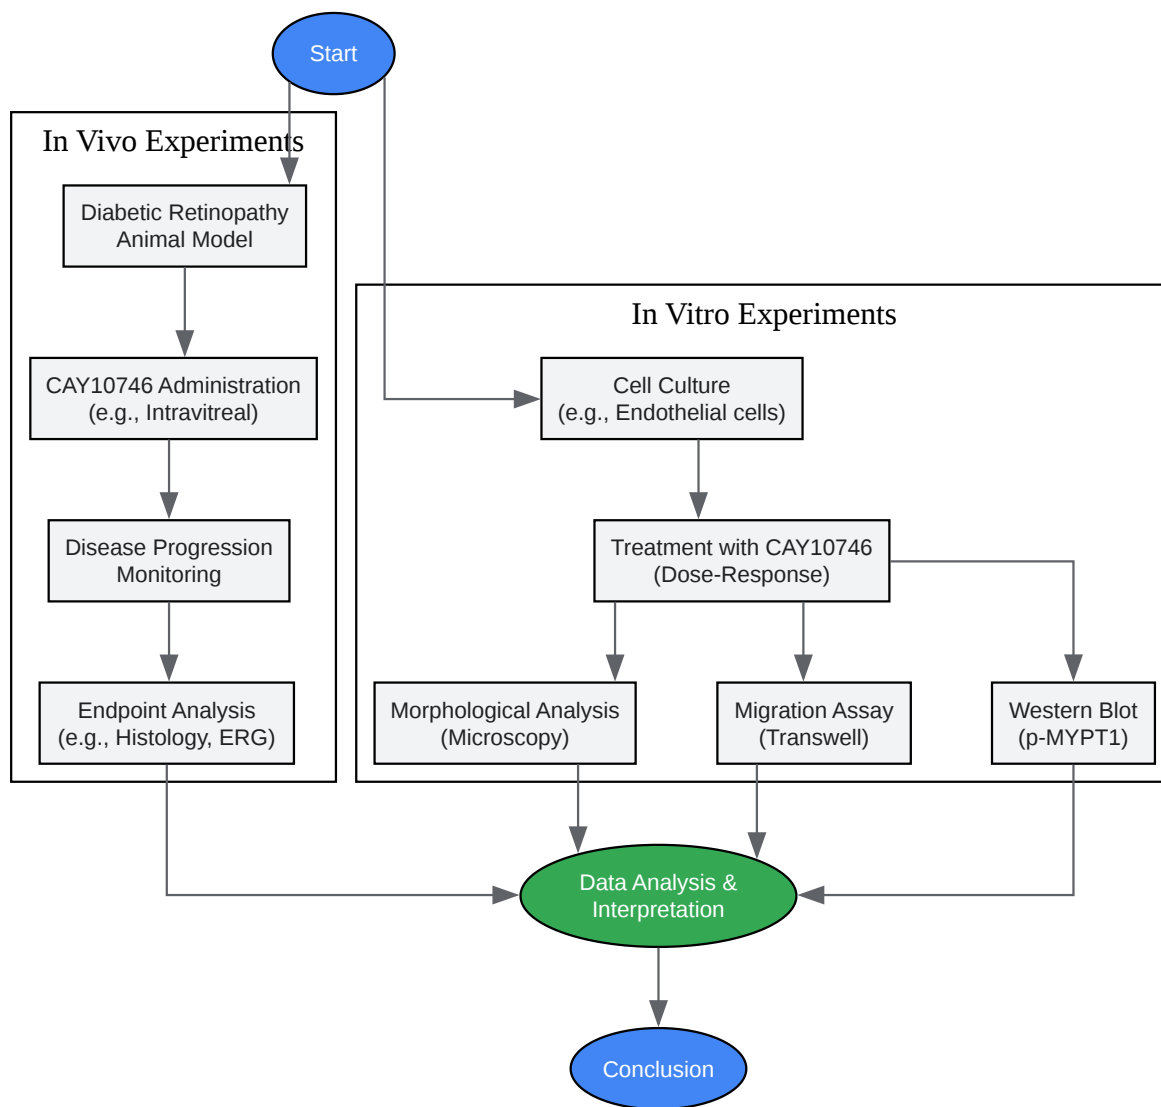 Start
In Vivo Experiments
Diabetic Retinopathy
Animal Model
CAY10746 Administration
(e.g., Intravitreal)
Disease Progression
Monitoring
Endpoint Analysis
(e.g., Histology, ERG)
In Vitro Experiments
Cell Culture
(e.g., Endothelial cells)
Treatment with CAY10746
(Dose-Response)
Morphological Analysis
(Microscopy)
Migration Assay
(Transwell)
Western Blot
(p-MYPT1)
Data Analysis &
Interpretation
Conclusion